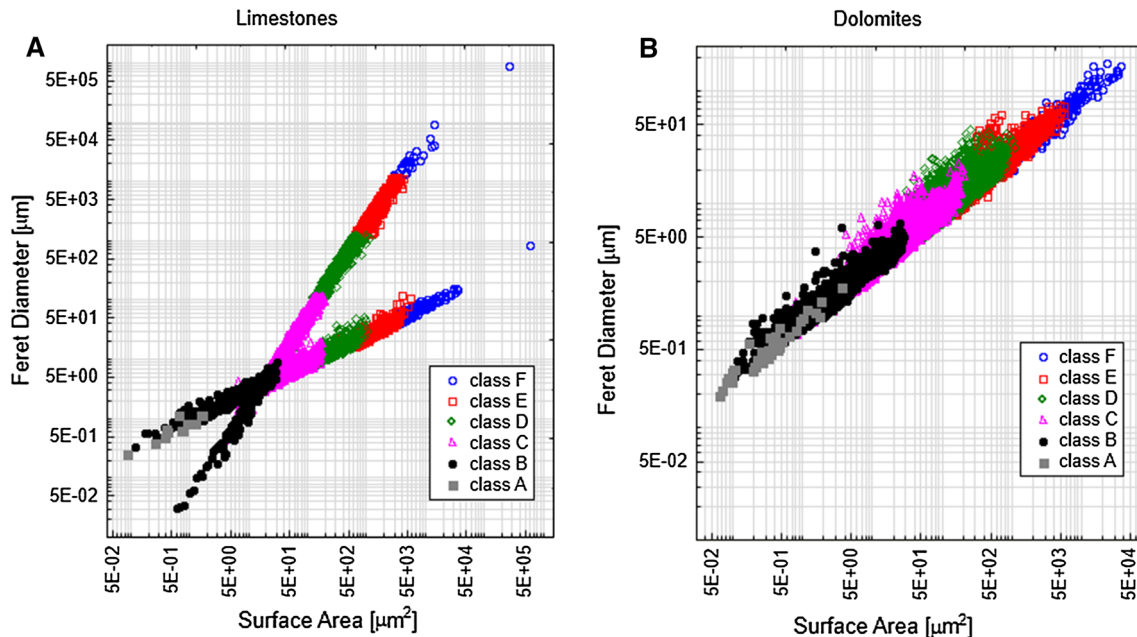 Limestones
A
5E+05
5E+04
5E+03
5E+02
5E+01
5E+00
5E-01
5E-02
Feret Diameter [µm]
class F
class E
class D
class C
class B
class A
5E-02
5E-01
5E+00
5E+01
5E+02
5E+03
5E+04
5E+05
Surface Area [µm²]
Dolomites
B
5E+01
5E+00
5E-01
5E-02
Feret Diameter [µm]
class F
class E
class D
class C
class B
class A
5E-02
5E-01
5E+00
5E+01
5E+02
5E+03
5E+04
Surface Area [µm²]